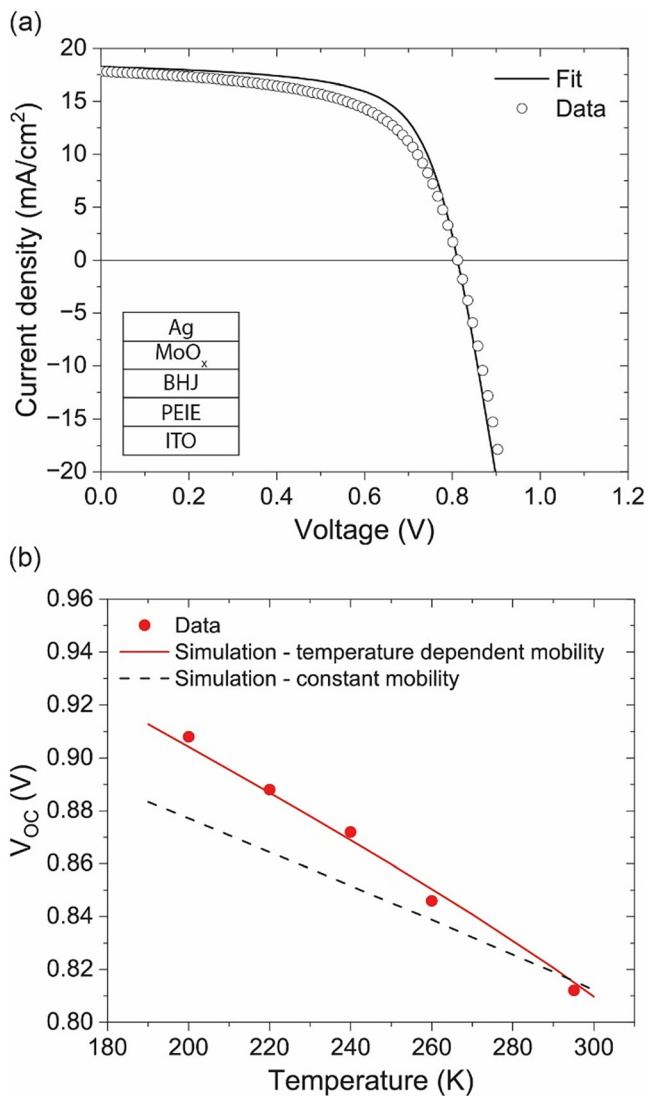 (a)
20
15
10
5
0
−5
−10
−15
−20
Current density (mA/cm²)
Fit
Data
Ag
MoOₓ
BHJ
PEIE
ITO
0.0 0.2 0.4 0.6 0.8 1.0 1.2
Voltage (V)
(b)
0.96
0.94
0.92
0.90
0.88
0.86
0.84
0.82
0.80
V_OC (V)
Data
Simulation - temperature dependent mobility
Simulation - constant mobility
180 200 220 240 260 280 300
Temperature (K)